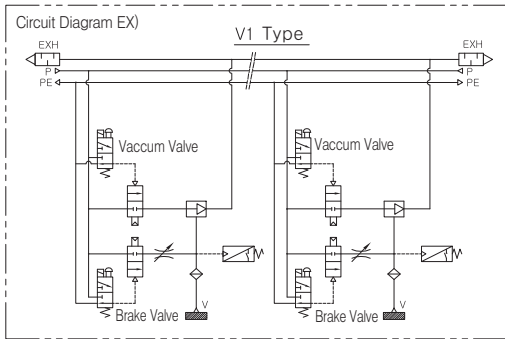 Circuit Diagram EX)
V1 Type
EXH
EXH
P
P
PE
PE
Vaccum Valve
Vaccum Valve
V
V
Brake Valve
Brake Valve